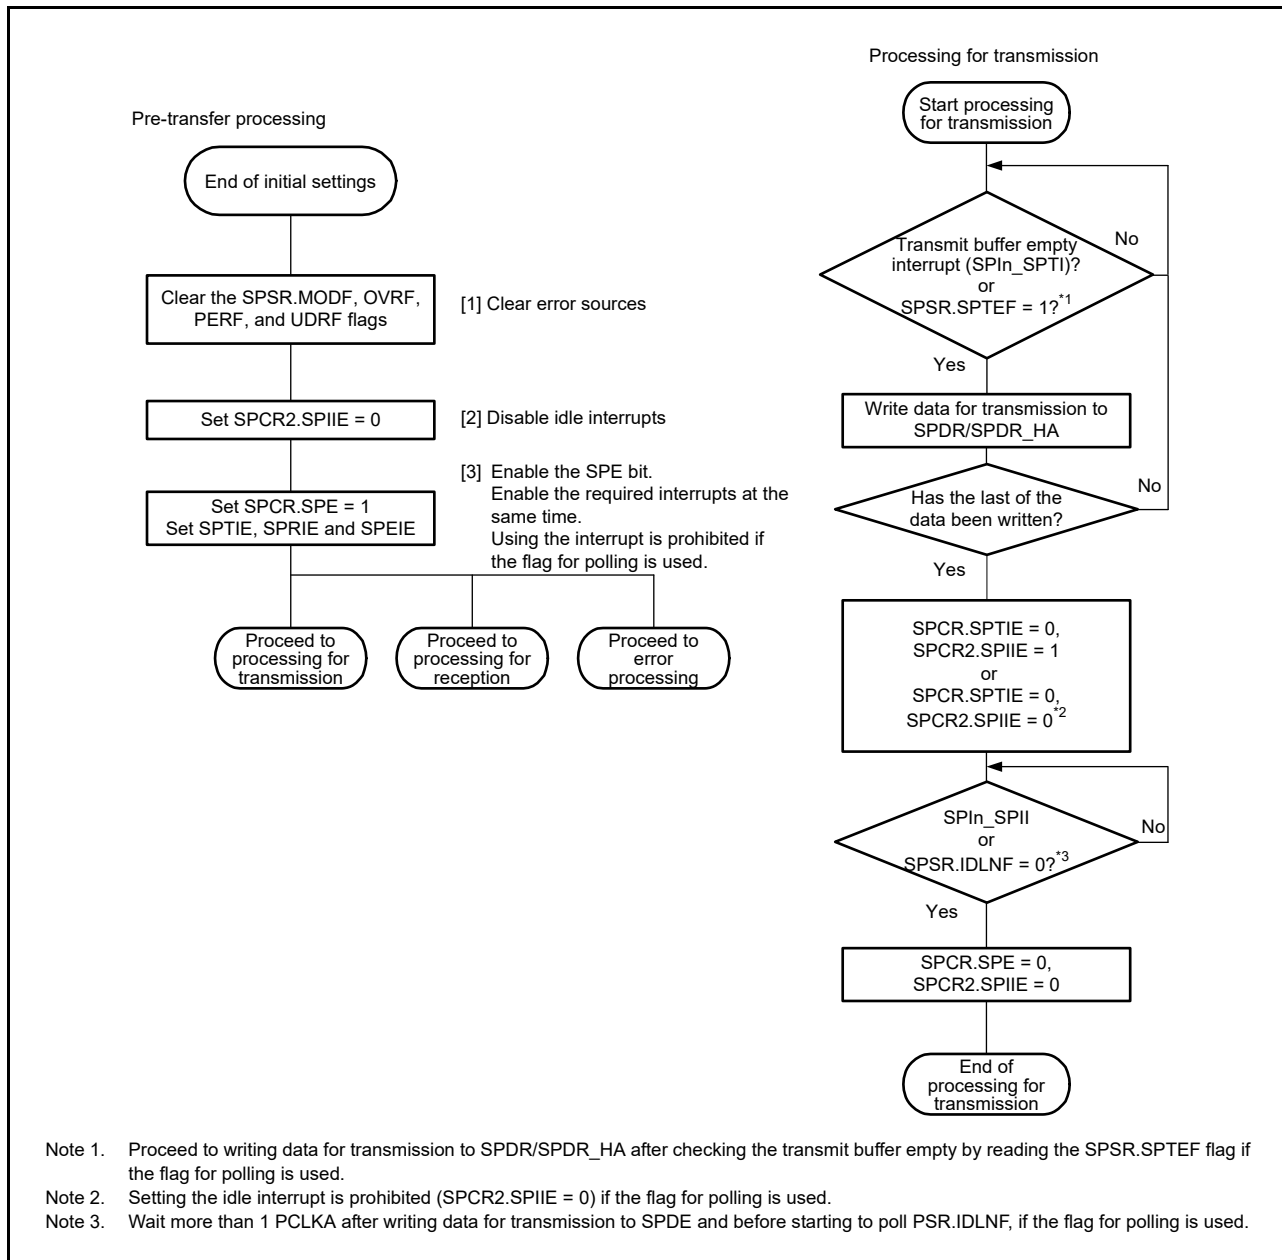 Pre-transfer processing
End of initial settings
Clear the SPSR.MODF, OVRF,
PERF, and UDRF flags
[1] Clear error sources
Set SPCR2.SPIIE = 0
[2] Disable idle interrupts
Set SPCR.SPE = 1
Set SPTIE, SPRIE and SPEIE
[3] Enable the SPE bit.
Enable the required interrupts at the
same time.
Using the interrupt is prohibited if
the flag for polling is used.
Proceed to
processing for
transmission
Proceed to
processing for
reception
Proceed to
error
processing
Processing for transmission
Start processing
for transmission
Transmit buffer empty
interrupt (SPIn_SPTI)?
or
SPSR.SPTEF = 1?*1
No
Yes
Write data for transmission to
SPDR/SPDR_HA
Has the last of the
data been written?
No
Yes
SPCR.SPTIE = 0,
SPCR2.SPIIE = 1
or
SPCR.SPTIE = 0,
SPCR2.SPIIE = 0*2
SPIn_SPII
or
SPSR.IDLNF = 0?*3
No
Yes
SPCR.SPE = 0,
SPCR2.SPIIE = 0
End of
processing for
transmission
Note 1. Proceed to writing data for transmission to SPDR/SPDR_HA after checking the transmit buffer empty by reading the SPSR.SPTEF flag if
the flag for polling is used.
Note 2. Setting the idle interrupt is prohibited (SPCR2.SPIIE = 0) if the flag for polling is used.
Note 3. Wait more than 1 PCLKA after writing data for transmission to SPDE and before starting to poll PSR.IDLNF, if the flag for polling is used.